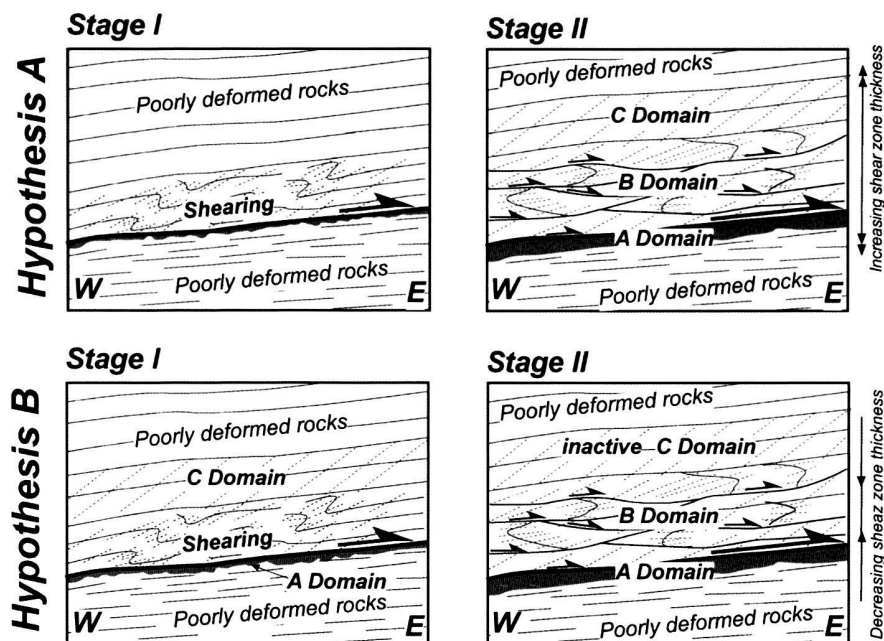 Hypothesis A
Stage I
Poorly deformed rocks
Shearing
Poorly deformed rocks
W
E
Stage II
Poorly deformed rocks
C Domain
B Domain
A Domain
W
Poorly deformed rocks
E
Increasing shear zone thickness
Hypothesis B
Stage I
Poorly deformed rocks
C Domain
Shearing
A Domain
W
Poorly deformed rocks
E
Stage II
Poorly deformed rocks
inactive C Domain
B Domain
A Domain
W
Poorly deformed rocks
E
Decreasing sheaz zone thickness